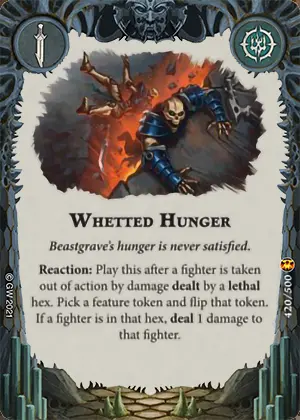 WHETTED HUNGER
Beastgrave's hunger is never satisfied.
Reaction: Play this after a fighter is taken
out of action by damage dealt by a lethal
hex. Pick a feature token and flip that token.
If a fighter is in that hex, deal 1 damage to
that fighter.
© GW 2021
420/500